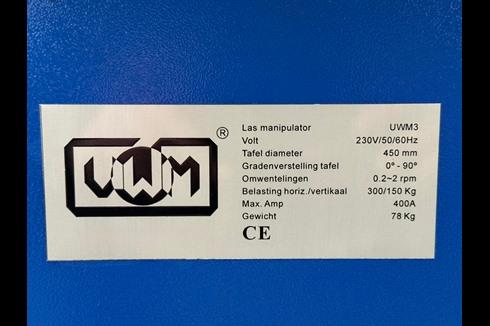 UWM ®
Las manipulator UWM3
Volt 230V/50/60Hz
Tafel diameter 450 mm
Gradenverstelling tafel 0° - 90°
Omwentelingen 0.2~2 rpm
Belasting horiz./vertikaal 300/150 Kg
Max. Amp 400A
Gewicht 78 Kg
CE